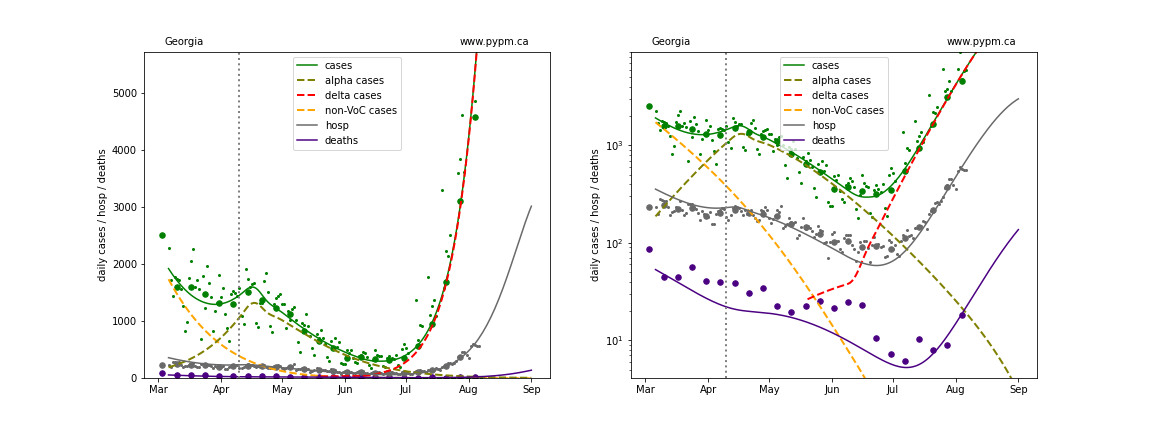 Georgia
www.pypm.ca
cases
alpha cases
delta cases
non-VoC cases
hosp
deaths
daily cases / hosp / deaths
5000
4000
3000
2000
1000
0
Mar
Apr
May
Jun
Jul
Aug
Sep
Georgia
www.pypm.ca
cases
alpha cases
delta cases
non-VoC cases
hosp
deaths
daily cases / hosp / deaths
10³
10²
10¹
Mar
Apr
May
Jun
Jul
Aug
Sep